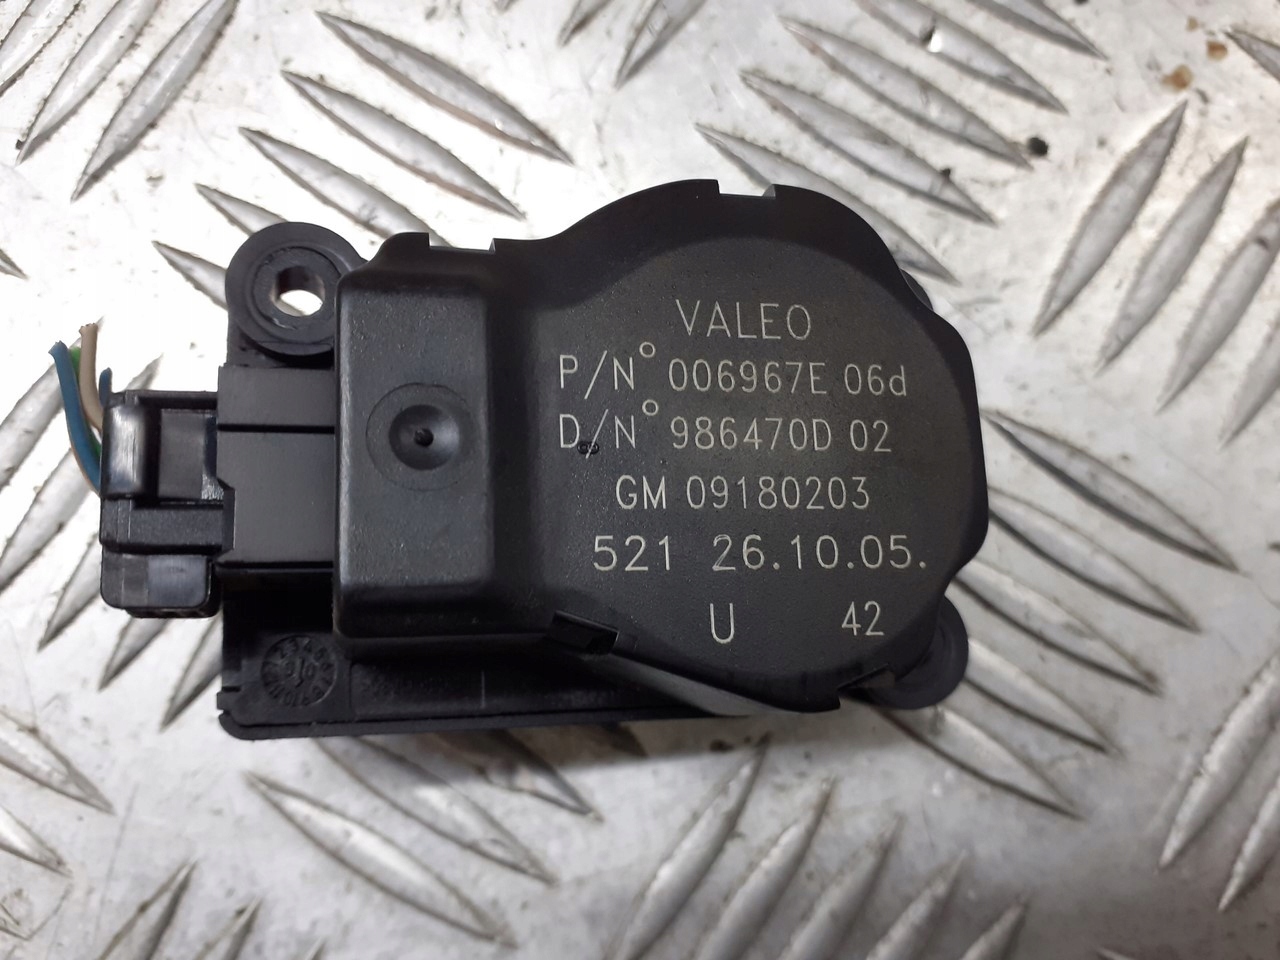 VALEO
P/N° 006967E 06d
D/N° 986470D 02
GM 09180203
521 26.10.05.
U 42